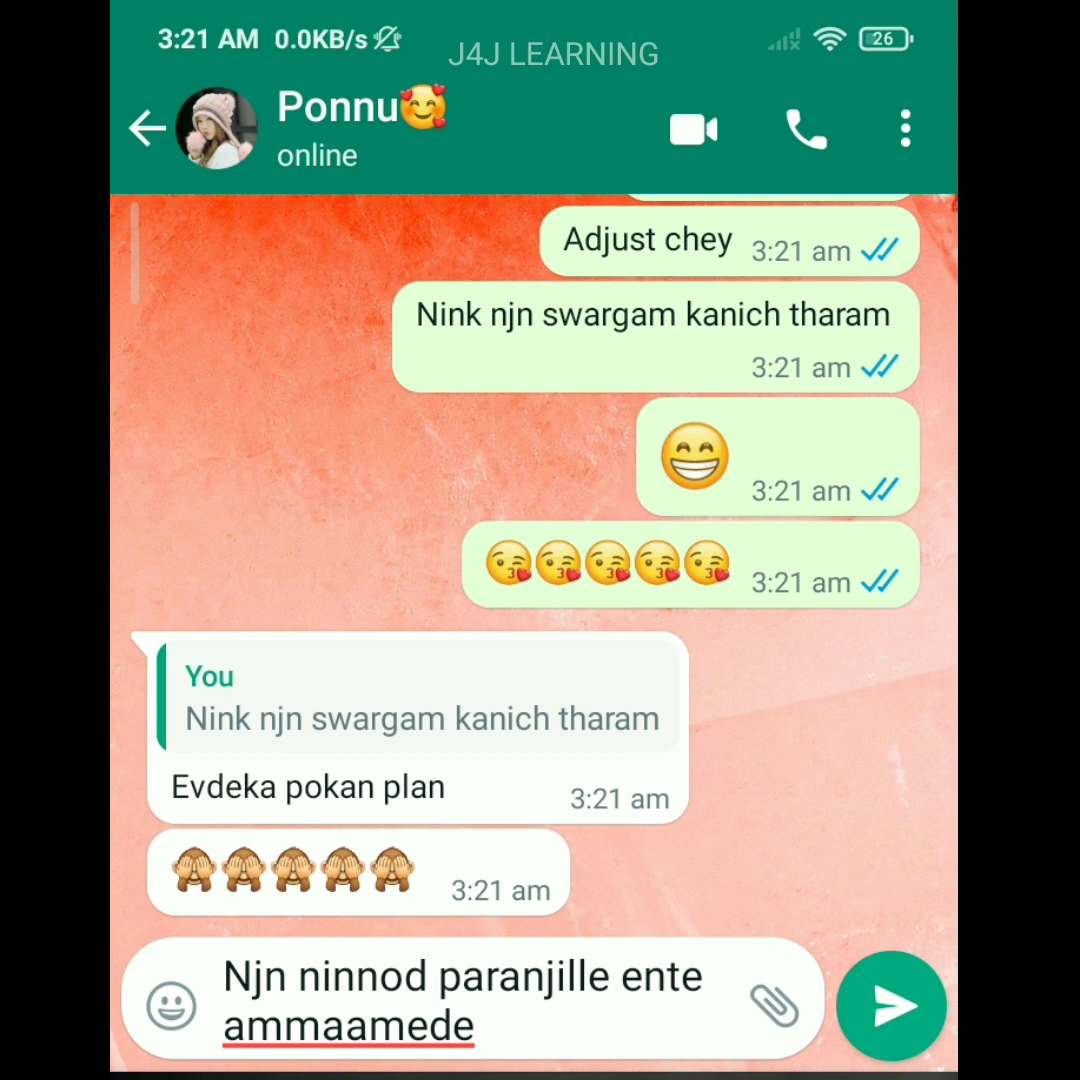 3:21 AM 0.0KB/s 26
J4J LEARNING
Ponnu🥰
online
Adjust chey 3:21 am
Nink njn swargam kanich tharam
3:21 am
😁 3:21 am
😘😘😘😘😘 3:21 am
You
Nink njn swargam kanich tharam
Evdeka pokan plan 3:21 am
🙈🙈🙈🙈🙈 3:21 am
Njn ninnod paranjille ente
ammaamede